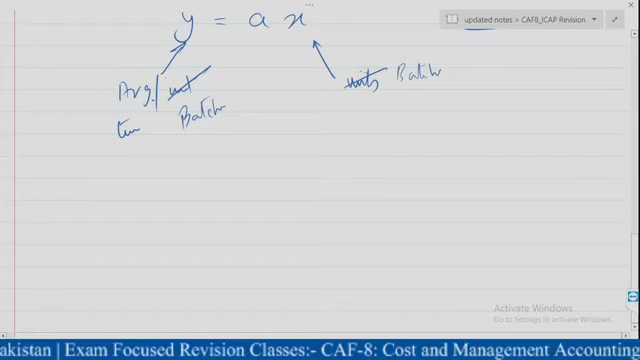 updated notes > CAF8_ICAP Revision
y = a x
Avg. / unit
Batch
units Batch
Activate Windows
Go to Settings to activate Windows.
akistan | Exam Focused Revision Classes:- CAF-8: Cost and Management Accounting